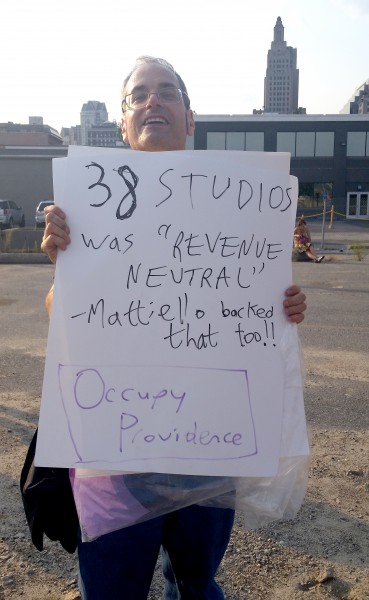 38 STUDIOS
was "REVENUE
NEUTRAL"
-Mattiello backed
that too!!
Occupy
Providence